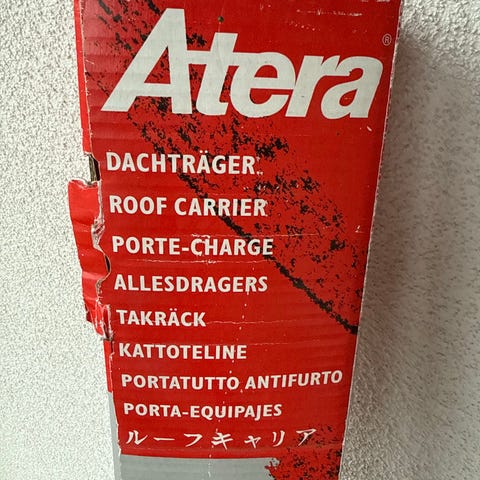 Atera®
DACHTRÄGER
ROOF CARRIER
PORTE-CHARGE
ALLESDRAGERS
TAKRÄCK
KATTOTELINE
PORTATUTTO ANTIFURTO
PORTA-EQUIPAJES
ルーフキャリア